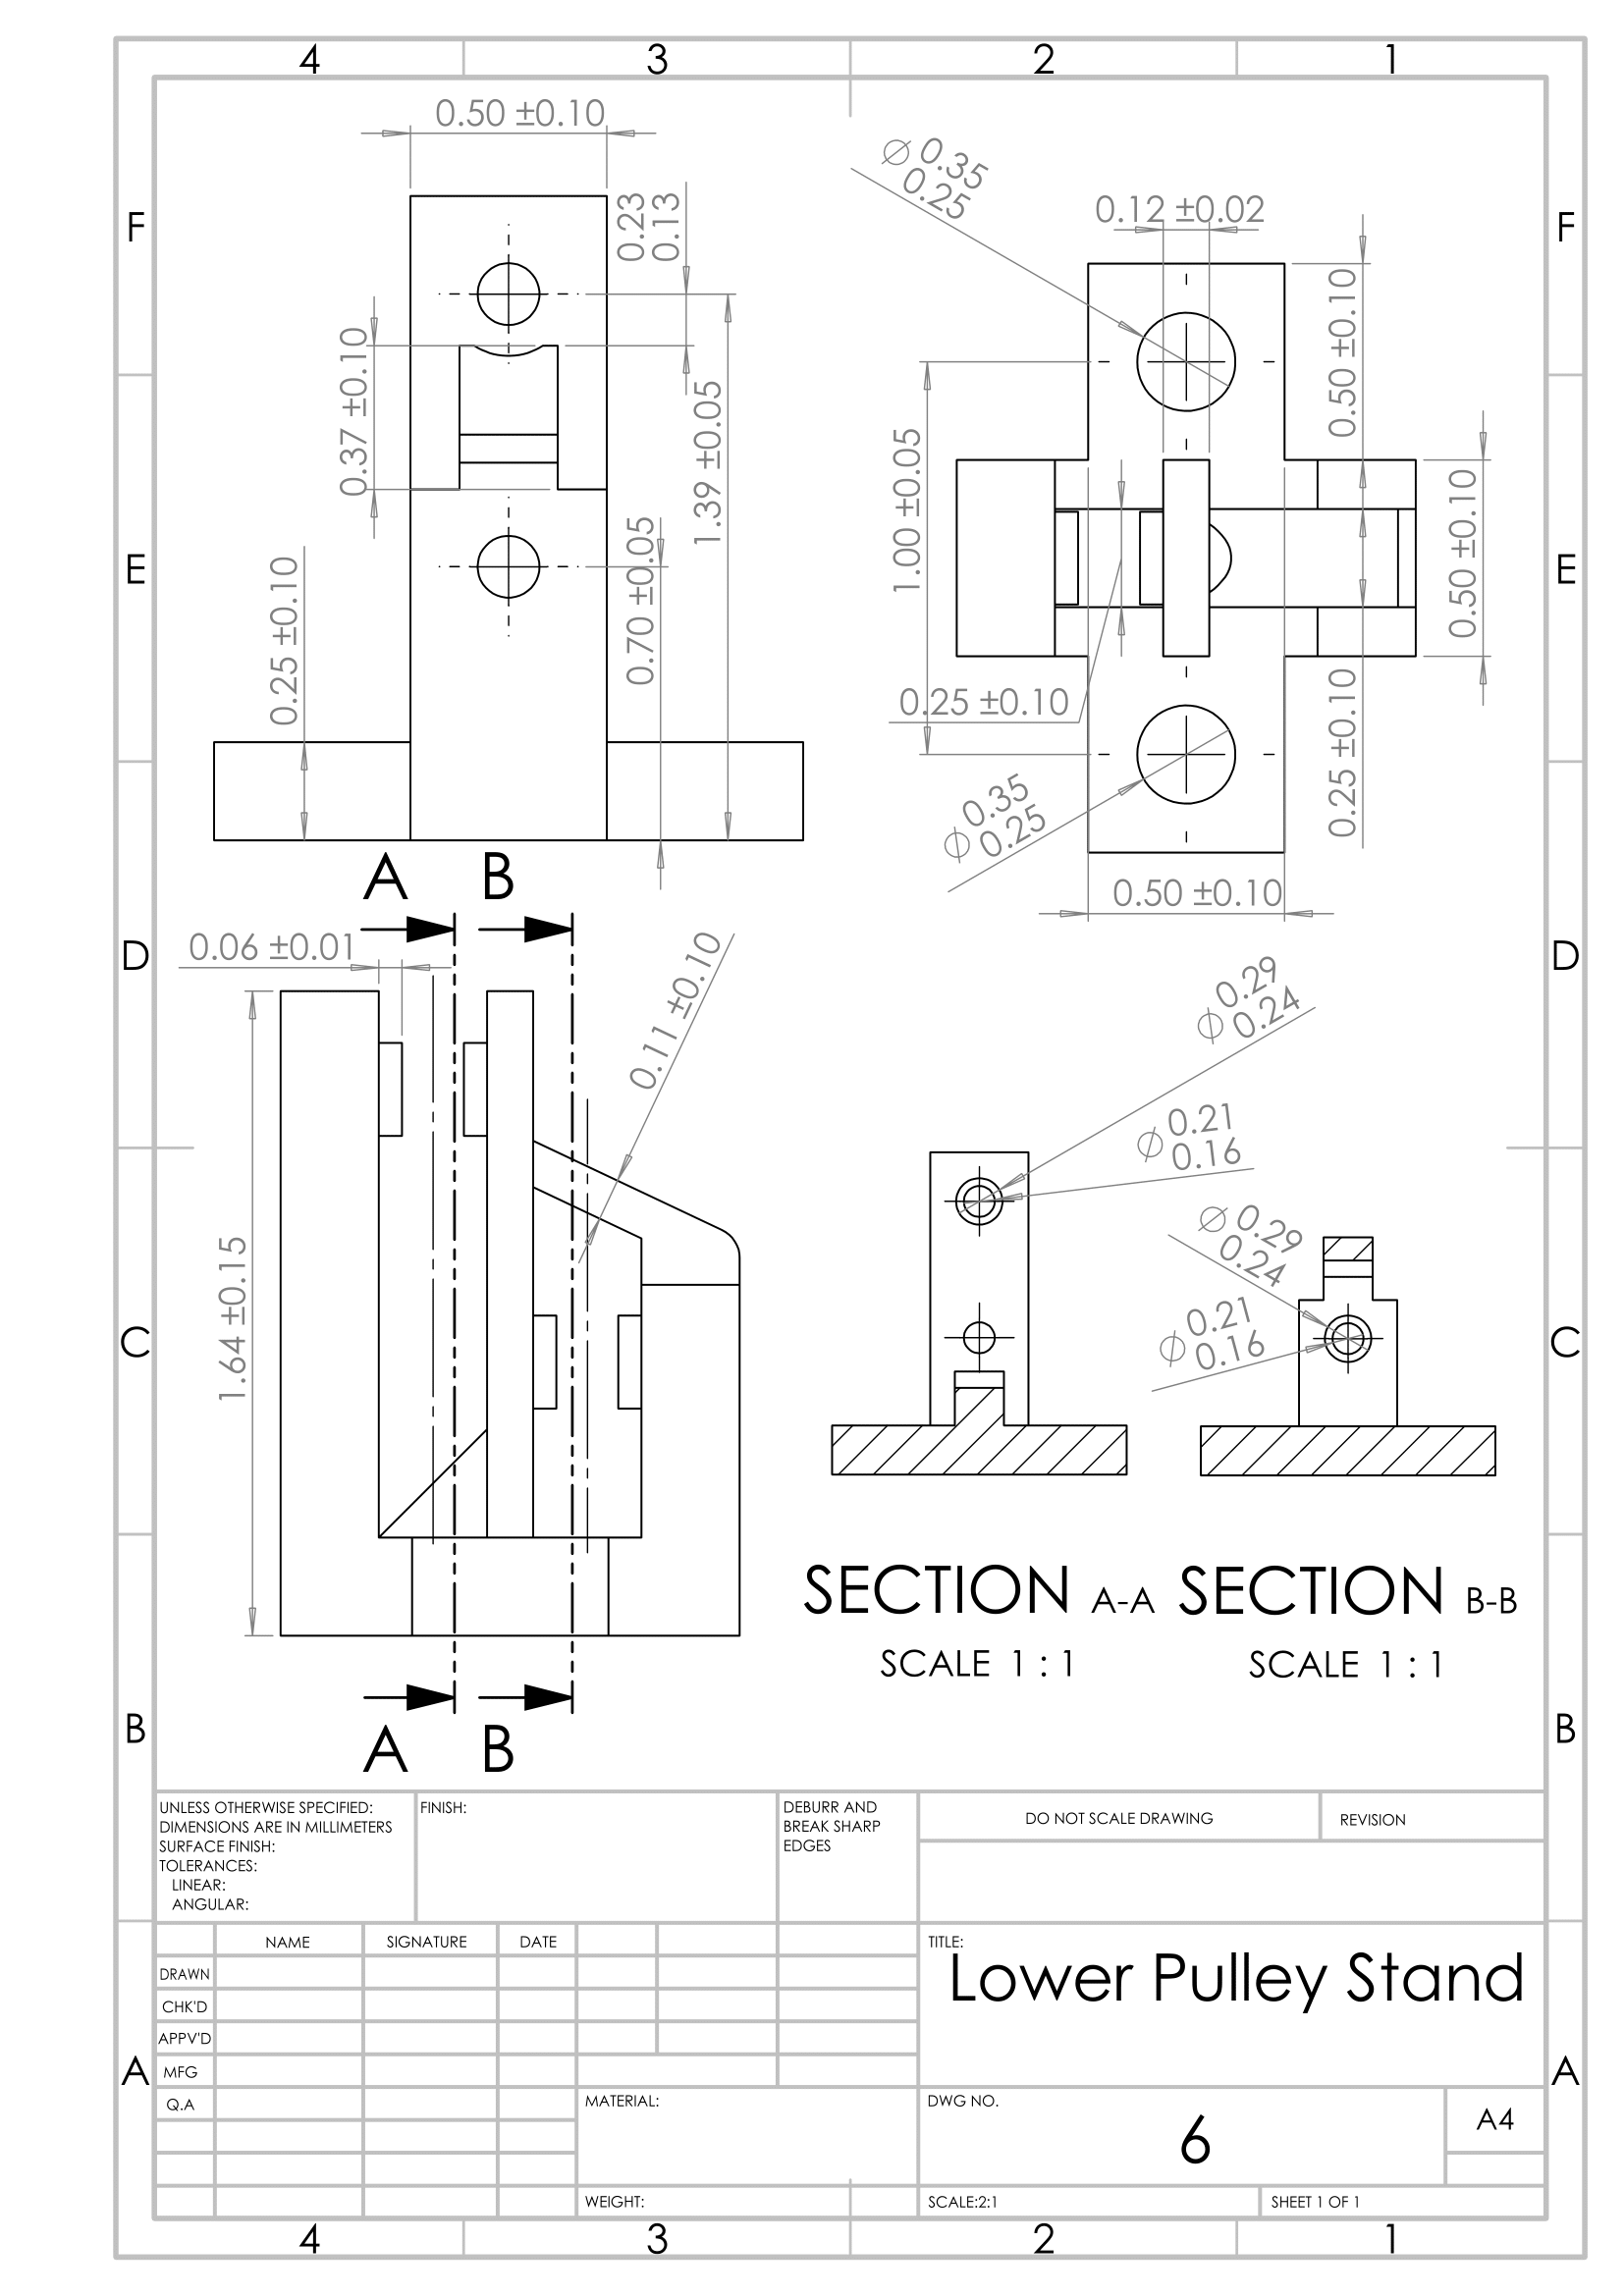 4 3 2 1
F F
E E
D D
C C
B B
A A
0.50 ±0.10
0.23
0.13
0.37 ±0.10
1.39 ±0.05
0.70 ±0.05
0.25 ±0.10
∅ 0.35
0.25
0.12 ±0.02
0.50 ±0.10
1.00 ±0.05
0.50 ±0.10
0.25 ±0.10
0.25 ±0.10
∅ 0.35
0.25
0.50 ±0.10
A B
0.06 ±0.01
0.11 ±0.10
1.64 ±0.15
A B
∅ 0.29
0.24
∅ 0.21
0.16
∅ 0.29
0.24
∅ 0.21
0.16
SECTION A-A
SCALE 1 : 1
SECTION B-B
SCALE 1 : 1
UNLESS OTHERWISE SPECIFIED:
DIMENSIONS ARE IN MILLIMETERS
SURFACE FINISH:
TOLERANCES:
LINEAR:
ANGULAR:
FINISH:
DEBURR AND
BREAK SHARP
EDGES
DO NOT SCALE DRAWING
REVISION
NAME SIGNATURE DATE
DRAWN
CHK'D
APPV'D
MFG
Q.A
TITLE:
Lower Pulley Stand
MATERIAL:
DWG NO.
6
A4
WEIGHT:
SCALE:2:1
SHEET 1 OF 1
4 3 2 1